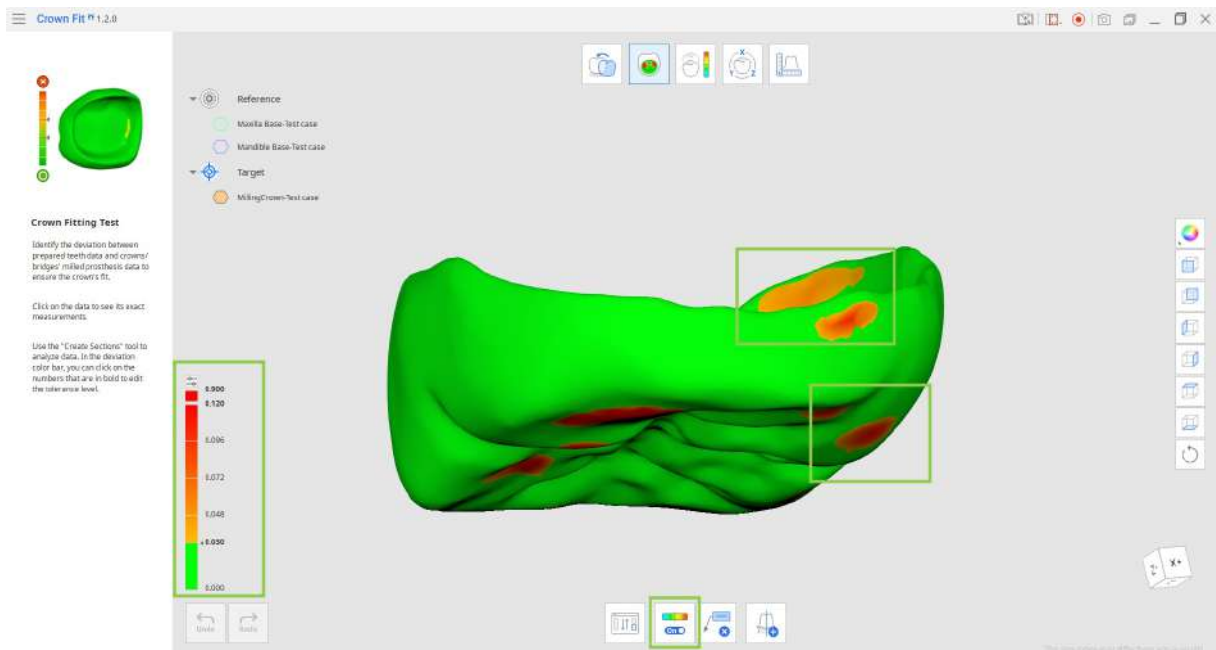 Crown Fit 1.2.0
Crown Fitting Test
Identify the deviation between
prepared teeth data and crowns/
bridges' milled prosthesis data to
ensure the crown's fit.
Click on the data to see its exact
measurements.
Use the "Create Sections" tool to
analyze data. In the deviation
color bar, you can click on the
numbers that are in bold to edit
the tolerance level.
Reference
Maxilla Base-Test case
Mandible Base-Test case
Target
MillingCrown-Test case
X
Y
Z
0.900
0.120
0.096
0.072
0.048
0.030
0.000
Undo
Redo
On
X+